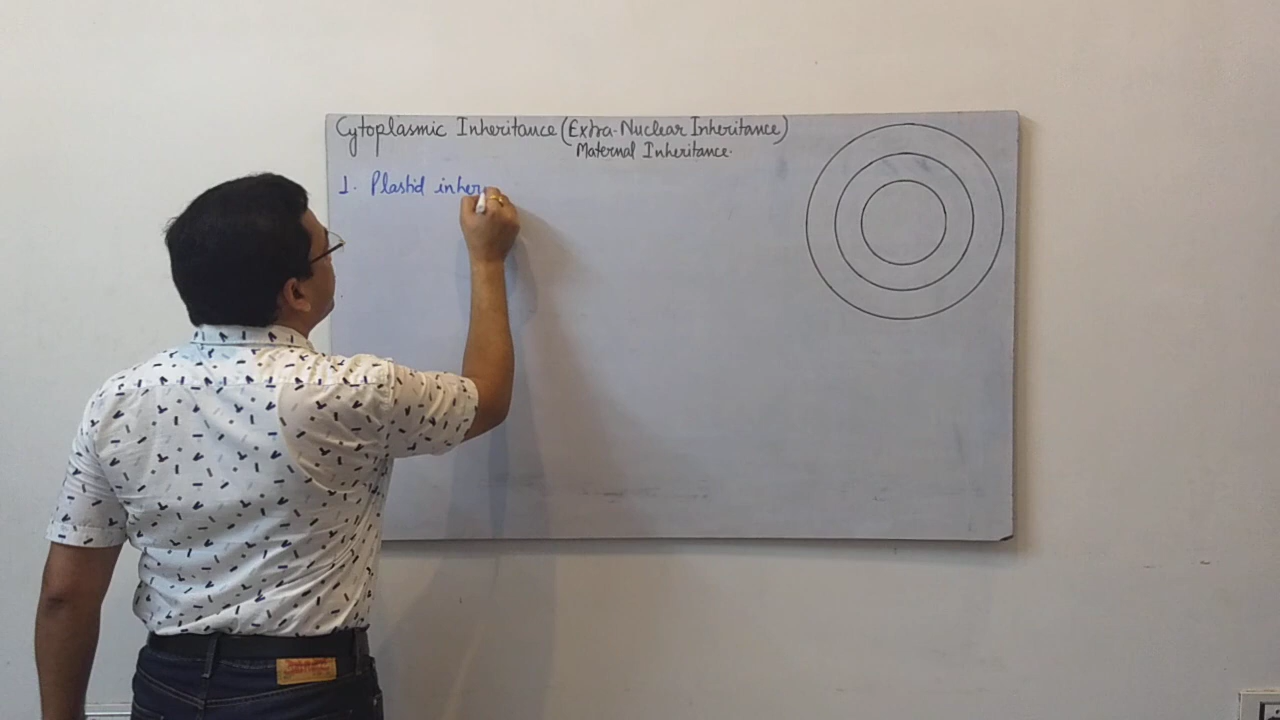 Cytoplasmic Inheritance (Extra-Nuclear Inheritance)
Maternal Inheritance.
1. Plastid inher